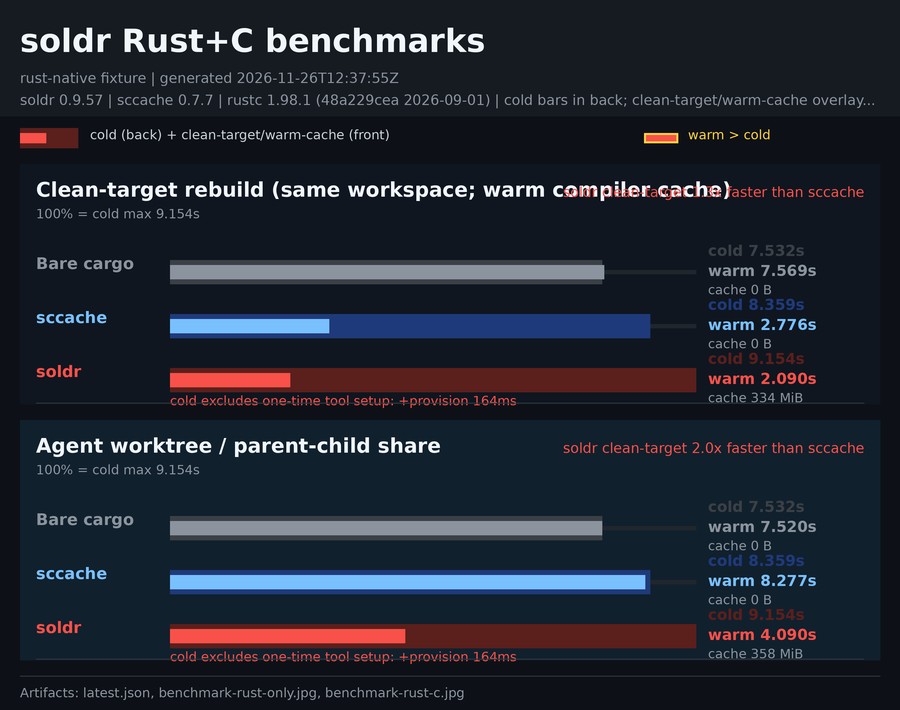 soldr Rust+C benchmarks
rust-native fixture | generated 2026-11-26T12:37:55Z
soldr 0.9.57 | sccache 0.7.7 | rustc 1.98.1 (48a229cea 2026-09-01) | cold bars in back; clean-target/warm-cache overlay...
cold (back) + clean-target/warm-cache (front)
warm > cold
Clean-target rebuild (same workspace; warm compiler cache)
soldr clean-target 1.3x faster than sccache
100% = cold max 9.154s
Bare cargo
cold 7.532s
warm 7.569s
cache 0 B
sccache
cold 8.359s
warm 2.776s
cache 0 B
soldr
cold 9.154s
warm 2.090s
cache 334 MiB
cold excludes one-time tool setup: +provision 164ms
Agent worktree / parent-child share
soldr clean-target 2.0x faster than sccache
100% = cold max 9.154s
Bare cargo
cold 7.532s
warm 7.520s
cache 0 B
sccache
cold 8.359s
warm 8.277s
cache 0 B
soldr
cold 9.154s
warm 4.090s
cache 358 MiB
cold excludes one-time tool setup: +provision 164ms
Artifacts: latest.json, benchmark-rust-only.jpg, benchmark-rust-c.jpg